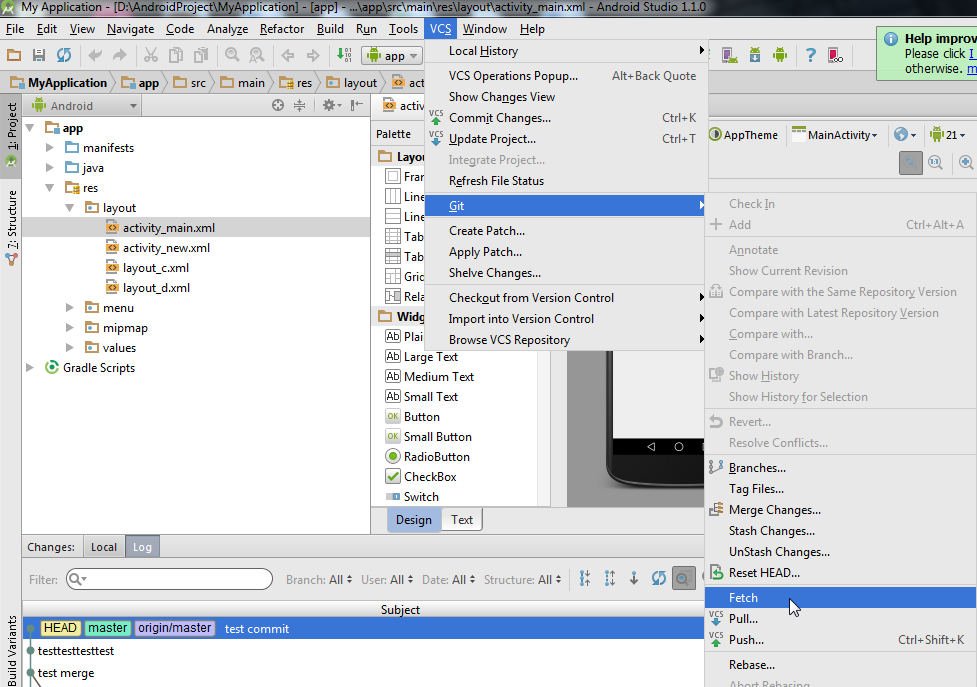 My Application - [D:\AndroidProject\MyApplication] - [app] - ...\app\src\main\res\layout\activity_main.xml - Android Studio 1.1.0
File Edit View Navigate Code Analyze Refactor Build Run Tools VCS Window Help
app
Help improv
Please click I
otherwise. m
MyApplication app src main res layout act
1: Project
7: Structure
Build Variants
Android
app
manifests
java
res
layout
activity_main.xml
activity_new.xml
layout_c.xml
layout_d.xml
menu
mipmap
values
Gradle Scripts
activ
Palette
Layou
Fran
Line
Line
Tab
Tab
Grid
Rela
Widg
Ab Plai
Ab Large Text
Ab Medium Text
Ab Small Text
OK Button
OK Small Button
RadioButton
CheckBox
Switch
Design Text
AppTheme MainActivity 21
Local History
VCS Operations Popup... Alt+Back Quote
Show Changes View
VCS Commit Changes... Ctrl+K
VCS Update Project... Ctrl+T
Integrate Project...
Refresh File Status
Git
Create Patch...
Apply Patch...
Shelve Changes...
Checkout from Version Control
Import into Version Control
Browse VCS Repository
Check In
Add Ctrl+Alt+A
Annotate
Show Current Revision
Compare with the Same Repository Version
Compare with Latest Repository Version
Compare with...
Compare with Branch...
Show History
Show History for Selection
Revert...
Resolve Conflicts...
Branches...
Tag Files...
Merge Changes...
Stash Changes...
UnStash Changes...
Reset HEAD...
Fetch
VCS Pull...
VCS Push... Ctrl+Shift+K
Rebase...
Abort Rebasing
Changes: Local Log
Filter: Branch: All User: All Date: All Structure: All
Subject
HEAD master origin/master test commit
testtesttesttest
test merge